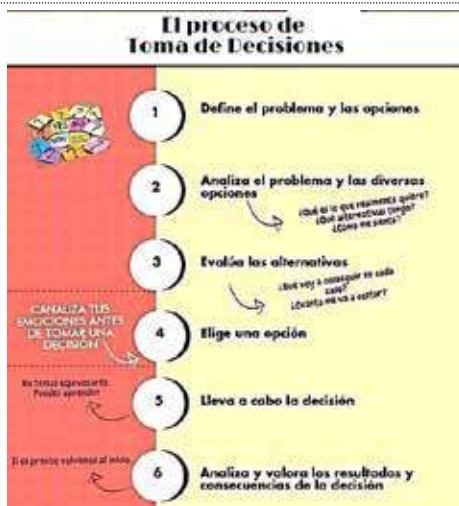 El proceso de
Toma de Decisiones
1
Define el problema y las opciones
2
Analiza el problema y las diversas
opciones
¿Qué es lo que realmente quiero?
¿Qué alternativas tengo?
¿Cómo me siento?
3
Evalúa las alternativas
¿Qué voy a conseguir en cada
caso?
¿Cuánto me va a costar?
CANALIZA TUS
EMOCIONES ANTES
DE TOMAR UNA
DECISIÓN
4
Elige una opción
No temas equivocarte.
Puedes aprender
5
Lleva a cabo la decisión
Si es preciso volvemos al inicio
6
Analiza y valora los resultados y
consecuencias de la decisión